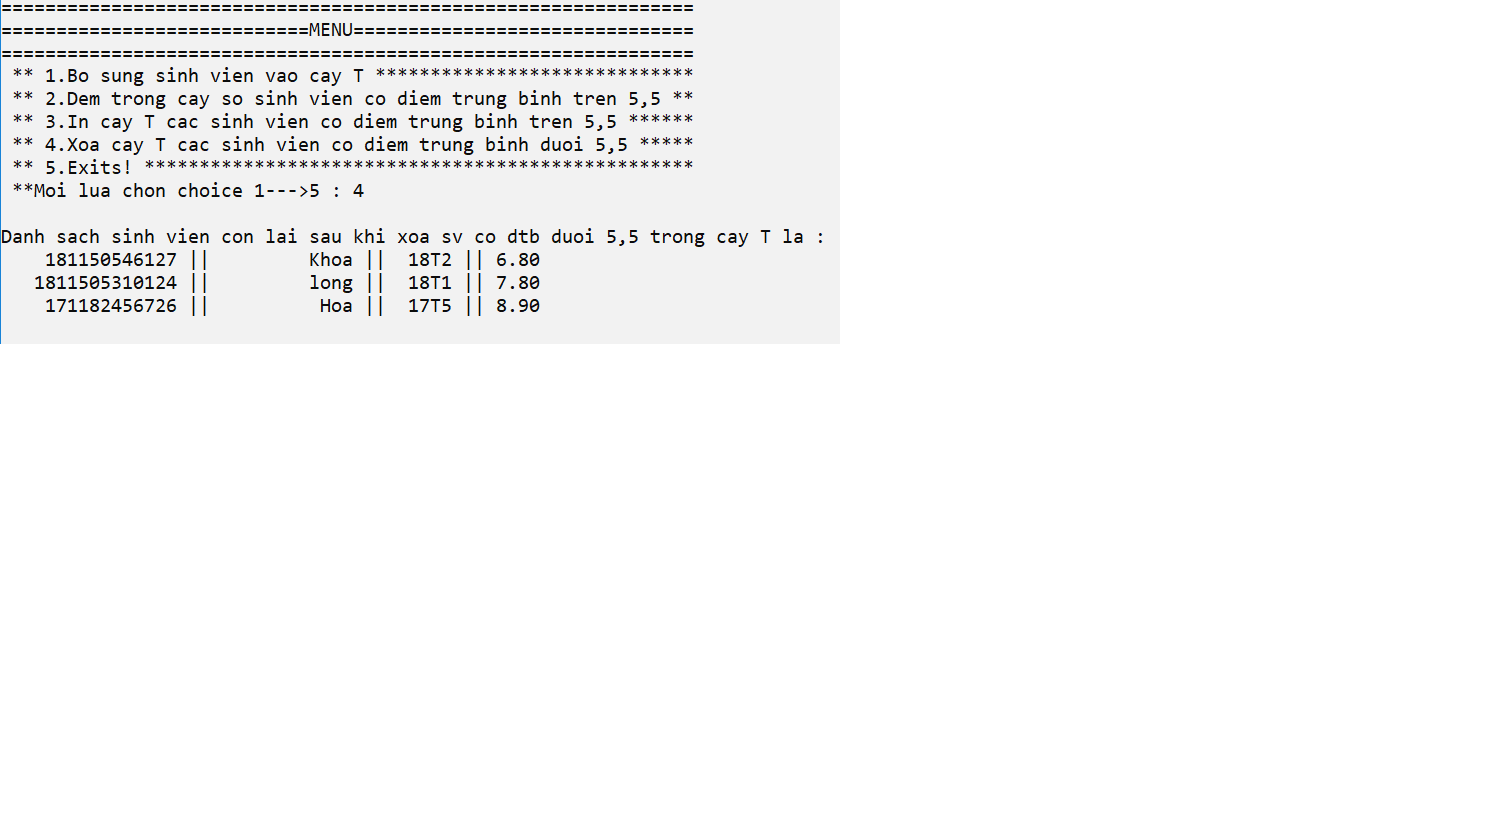 ===============================================================
============================MENU===============================
===============================================================
** 1.Bo sung sinh vien vao cay T *****************************
** 2.Dem trong cay so sinh vien co diem trung binh tren 5,5 **
** 3.In cay T cac sinh vien co diem trung binh tren 5,5 ******
** 4.Xoa cay T cac sinh vien co diem trung binh duoi 5,5 *****
** 5.Exits! **************************************************
**Moi lua chon choice 1--->5 : 4
Danh sach sinh vien con lai sau khi xoa sv co dtb duoi 5,5 trong cay T la :
181150546127 || Khoa || 18T2 || 6.80
1811505310124 || long || 18T1 || 7.80
171182456726 || Hoa || 17T5 || 8.90